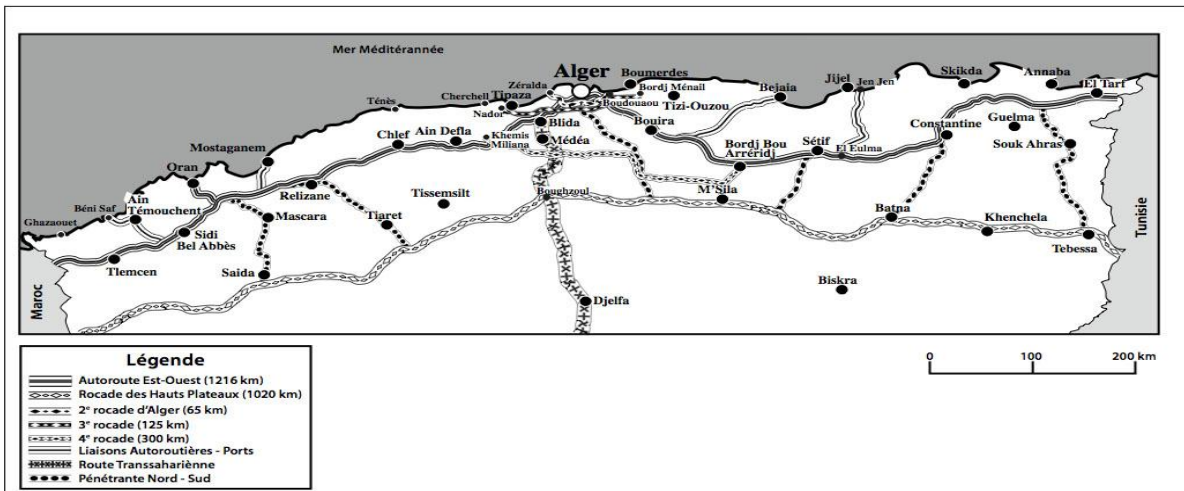 Mer Méditérannée
Alger
Boumerdes
Zéralda
Bordj Ménail
Cherchell
Tipaza
Boudouaou
Tizi-Ouzou
Nador
Ténès
Bejaia
Jijel
Jen Jen
Skikda
Annaba
El Tarf
Blida
Bouira
Constantine
Guelma
Chlef
Ain Defla
Khemis
Miliana
Médéa
Bordj Bou
Arréridj
Sétif
El Eulma
Souk Ahras
Mostaganem
Oran
Relizane
Tissemsilt
Boughzoul
M'Sila
Batna
Khenchela
Tebessa
Tunisie
Béni Saf
Ghazaouet
Aïn
Témouchent
Mascara
Tiaret
Sidi
Bel Abbès
Tlemcen
Saida
Djelfa
Biskra
Maroc
Légende
Autoroute Est-Ouest (1216 km)
Rocade des Hauts Plateaux (1020 km)
2e rocade d'Alger (65 km)
3e rocade (125 km)
4e rocade (300 km)
Liaisons Autoroutières - Ports
Route Transsahariènne
Pénétrante Nord - Sud
0 100 200 km